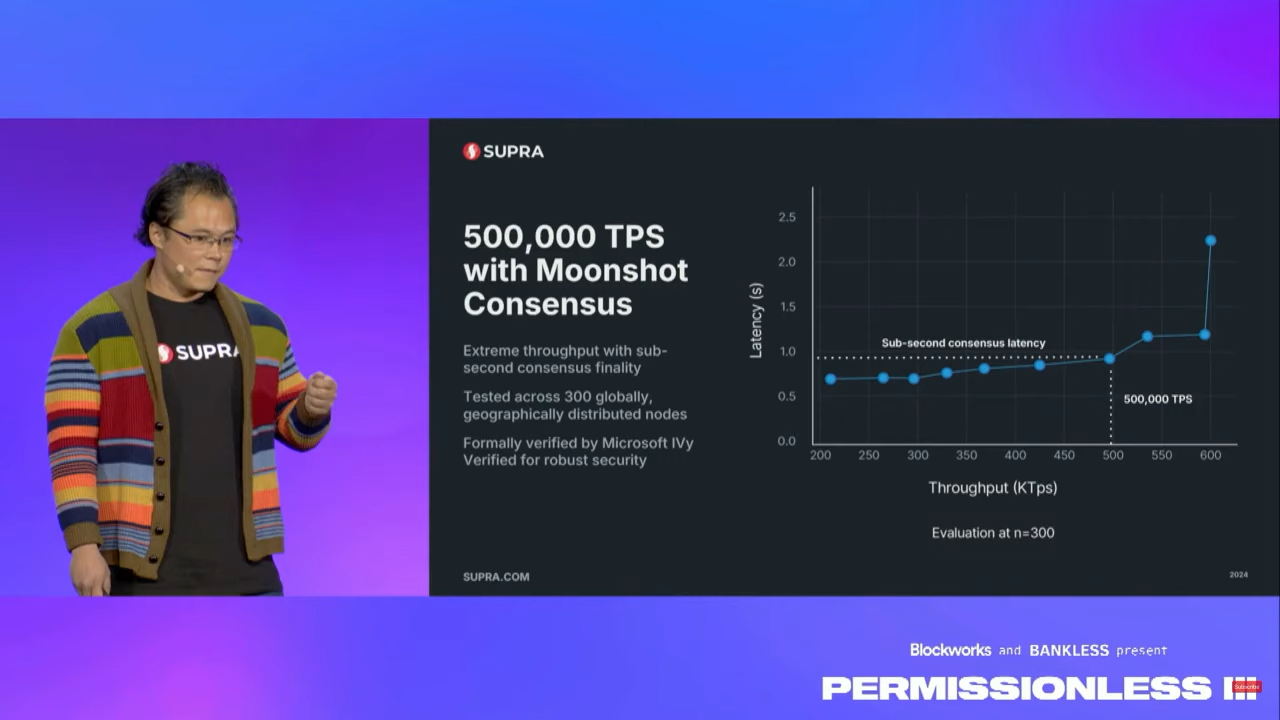 SUPRA
SUPRA
500,000 TPS
with Moonshot
Consensus
Extreme throughput with sub-
second consensus finality
Tested across 300 globally,
geographically distributed nodes
Formally verified by Microsoft IVy
Verified for robust security
SUPRA.COM
Latency (s)
2.5
2.0
1.5
1.0
0.5
0.0
Sub-second consensus latency
500,000 TPS
200 250 300 350 400 450 500 550 600
Throughput (KTps)
Evaluation at n=300
2024
Blockworks and BANKLESS present
PERMISSIONLESS III
Subscribe